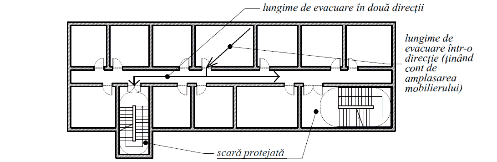 lungime de evacuare în două direcții
lungime de
evacuare într-o
direcție (ținând
cont de
amplasarea
mobilierului)
scară protejată